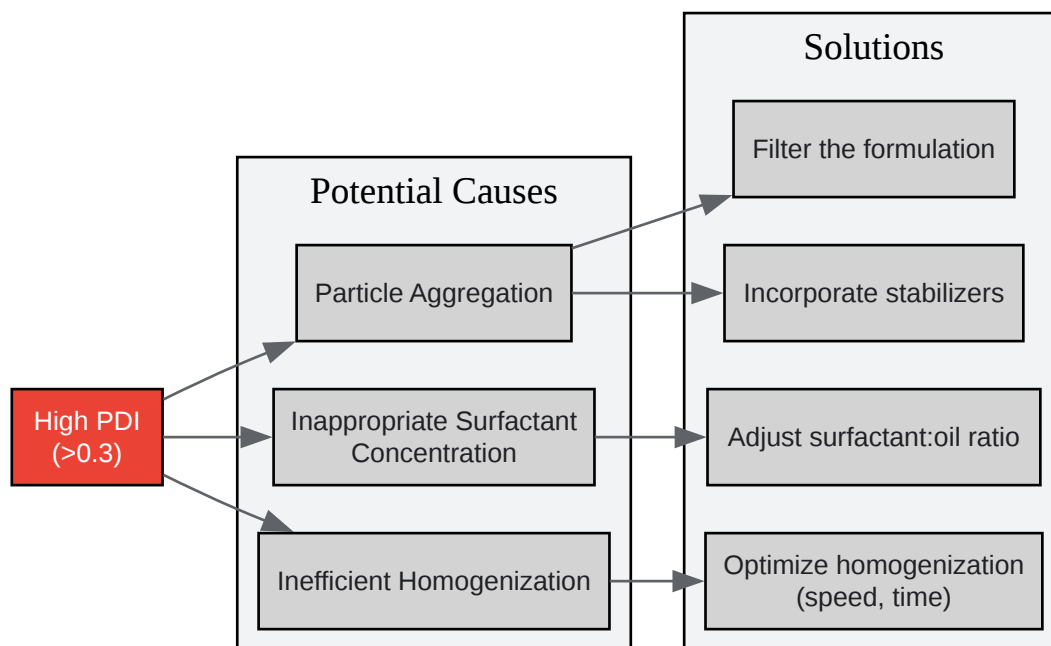 Solutions
Filter the formulation
Potential Causes
Particle Aggregation
Incorporate stabilizers
High PDI
(>0.3)
Inappropriate Surfactant
Concentration
Adjust surfactant:oil ratio
Inefficient Homogenization
Optimize homogenization
(speed, time)